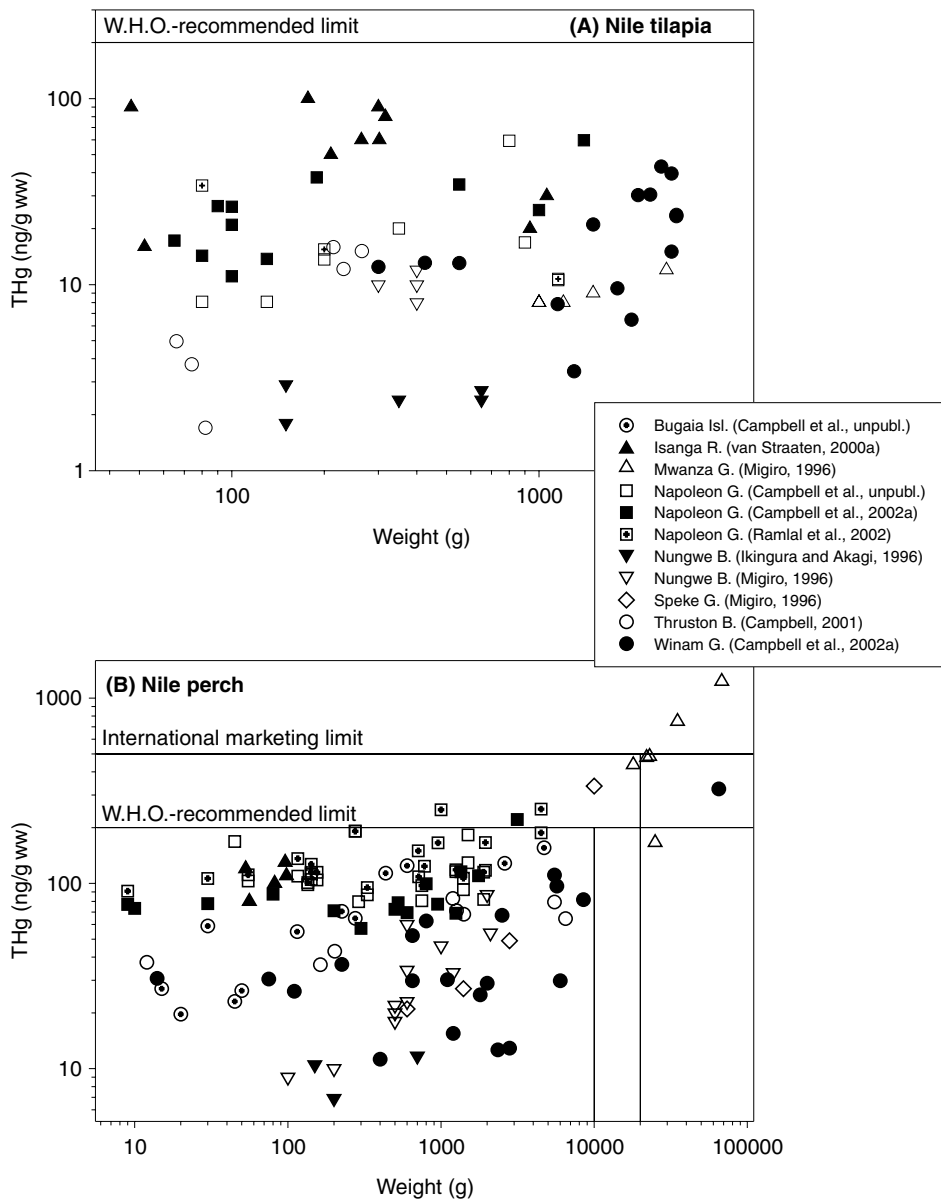 W.H.O.-recommended limit
(A) Nile tilapia
100
10
1
THg (ng/g ww)
100
1000
Weight (g)
Bugaia Isl. (Campbell et al., unpubl.)
Isanga R. (van Straaten, 2000a)
Mwanza G. (Migiro, 1996)
Napoleon G. (Campbell et al., unpubl.)
Napoleon G. (Campbell et al., 2002a)
Napoleon G. (Ramlal et al., 2002)
Nungwe B. (Ikingura and Akagi, 1996)
Nungwe B. (Migiro, 1996)
Speke G. (Migiro, 1996)
Thruston B. (Campbell, 2001)
Winam G. (Campbell et al., 2002a)
(B) Nile perch
International marketing limit
W.H.O.-recommended limit
1000
100
10
THg (ng/g ww)
10
100
1000
10000
100000
Weight (g)